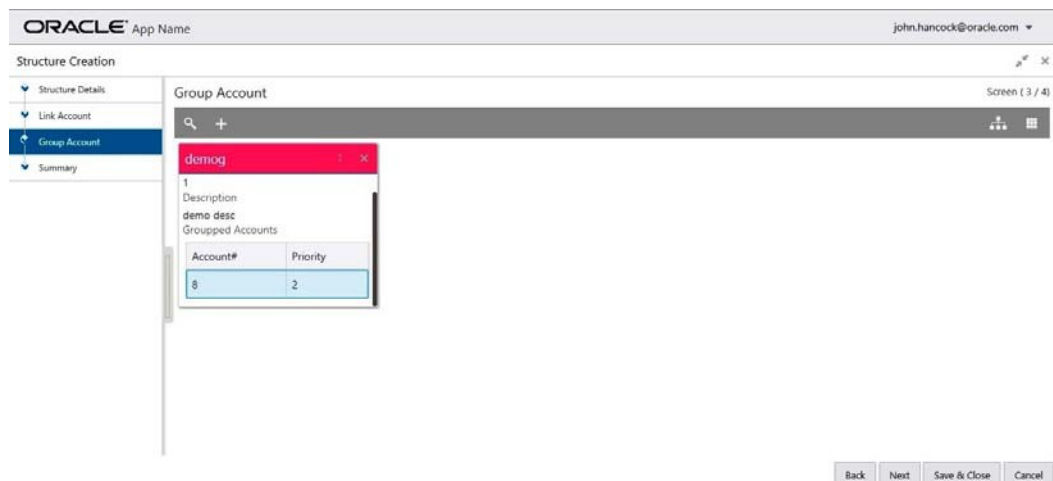 ORACLE® App Name
john.hancock@oracle.com
Structure Creation
Structure Details
Link Account
Group Account
Summary
Group Account
Screen ( 3 / 4)
demog
1
Description
demo desc
Groupped Accounts
Account# Priority
8 2
Back Next Save & Close Cancel